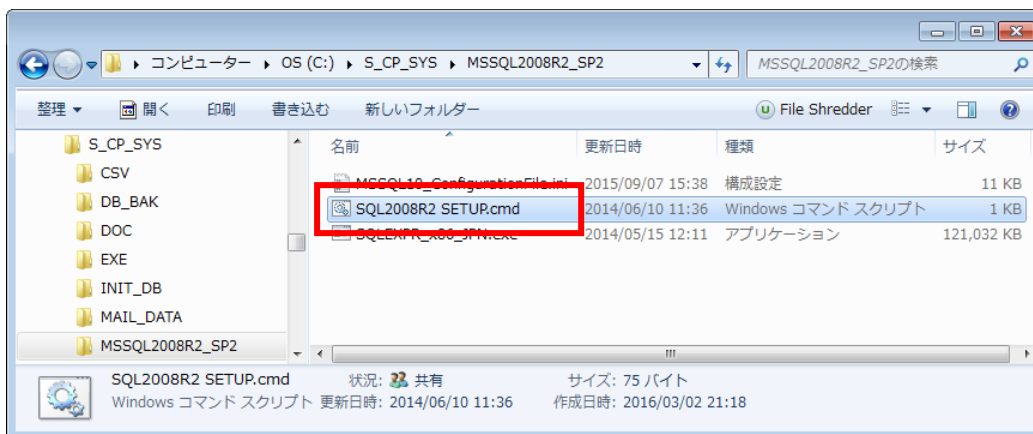 コンピューター ▸ OS (C:) ▸ S_CP_SYS ▸ MSSQL2008R2_SP2 MSSQL2008R2_SP2の検索
整理 開く 印刷 書き込む 新しいフォルダー File Shredder
S_CP_SYS
CSV
DB_BAK
DOC
EXE
INIT_DB
MAIL_DATA
MSSQL2008R2_SP2
名前 更新日時 種類 サイズ
MSSQL10_ConfigurationFile.ini 2015/09/07 15:38 構成設定 11 KB
SQL2008R2 SETUP.cmd 2014/06/10 11:36 Windows コマンド スクリプト 1 KB
SQLEXPR_x86_JPN.exe 2014/05/15 12:11 アプリケーション 121,032 KB
SQL2008R2 SETUP.cmd 状況: 共有 サイズ: 75 バイト
Windows コマンド スクリプト 更新日時: 2014/06/10 11:36 作成日時: 2016/03/02 21:18